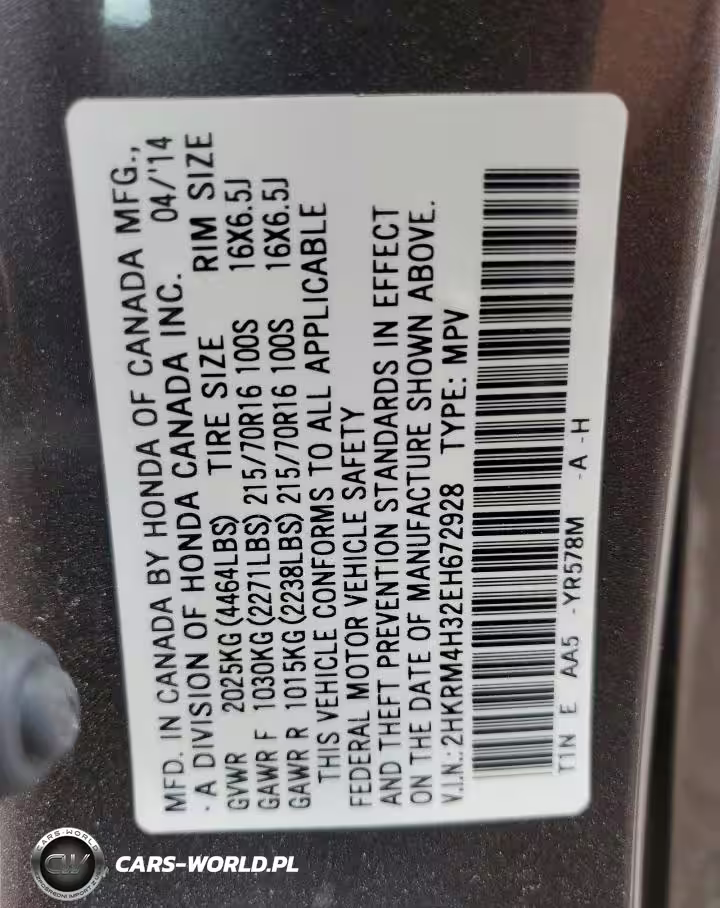 MFD. IN CANADA BY HONDA OF CANADA MFG.,
· A DIVISION OF HONDA CANADA INC. 04/'14
GVWR 2025KG(4464LBS) TIRE SIZE RIM SIZE
GAWR F 1030KG(2271LBS)215/70R16 100S 16X6.5J
GAWR R 1015KG(2238LBS)215/70R16 100S 16X6.5J
THIS VEHICLE CONFORMS TO ALL APPLICABLE
FEDERAL MOTOR VEHICLE SAFETY
AND THEFT PREVENTION STANDARDS IN EFFECT
ON THE DATE OF MANUFACTURE SHOWN ABOVE.
V.I.N.: 2HKRM4H32EH672928 TYPE: MPV
T1N E AA5 -YR578M -A -H
CARS-WORLD
CW
CARS-WORLD.PL